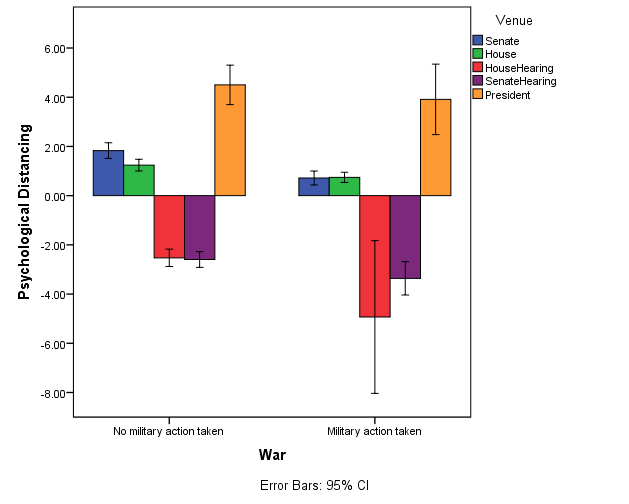 Venue
Senate
House
HouseHearing
SenateHearing
President
Psychological Distancing
6.00
4.00
2.00
0.00
-2.00
-4.00
-6.00
-8.00
No military action taken
Military action taken
War
Error Bars: 95% CI